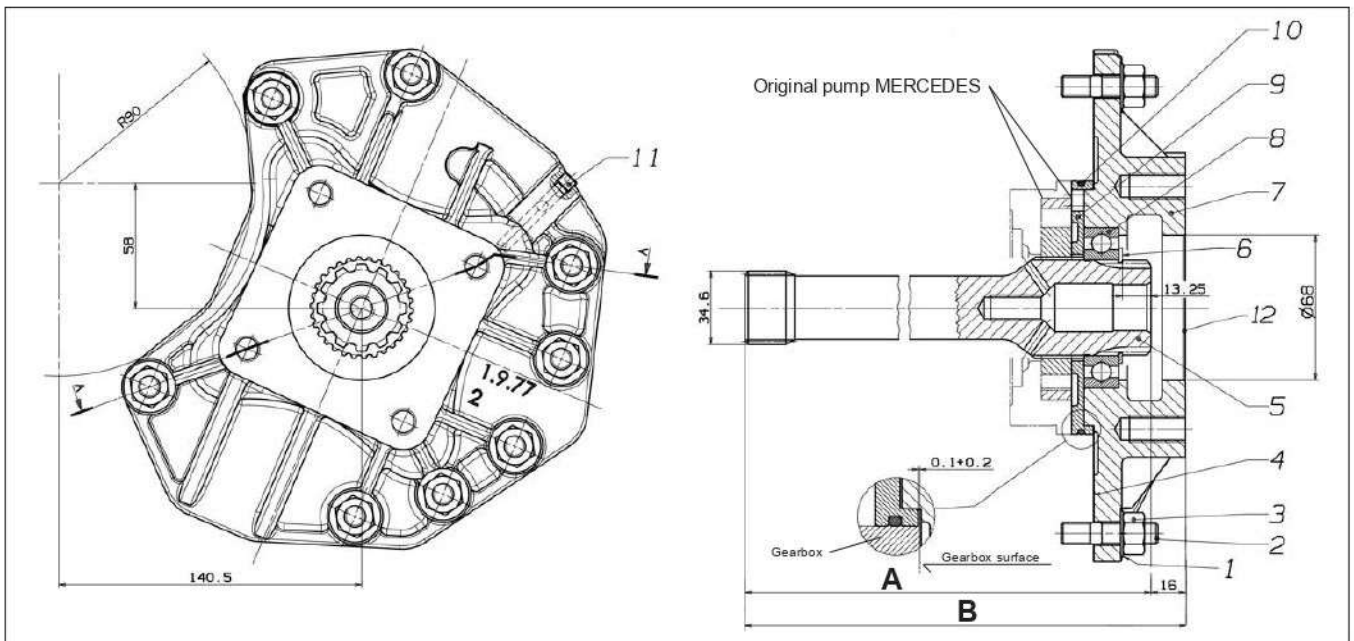 R90
58
140.5
11
A
A
1.9.77
2
Original pump MERCEDES
10
9
8
7
6
13.25
Ø68
12
34.6
5
4
0.1+0.2
3
2
1
Gearbox
Gearbox surface
A
16
B